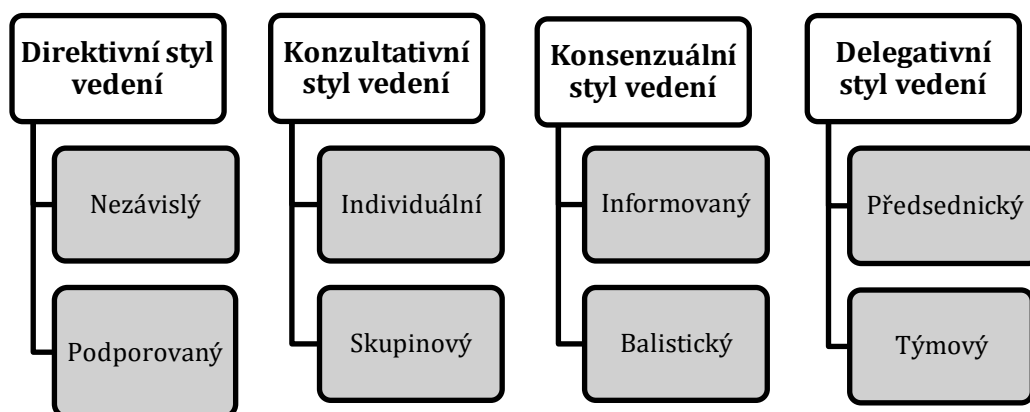 Direktivní styl
vedení
Nezávislý
Podporovaný
Konzultativní
styl vedení
Individuální
Skupinový
Konsenzuální
styl vedení
Informovaný
Balistický
Delegativní
styl vedení
Předsednický
Týmový